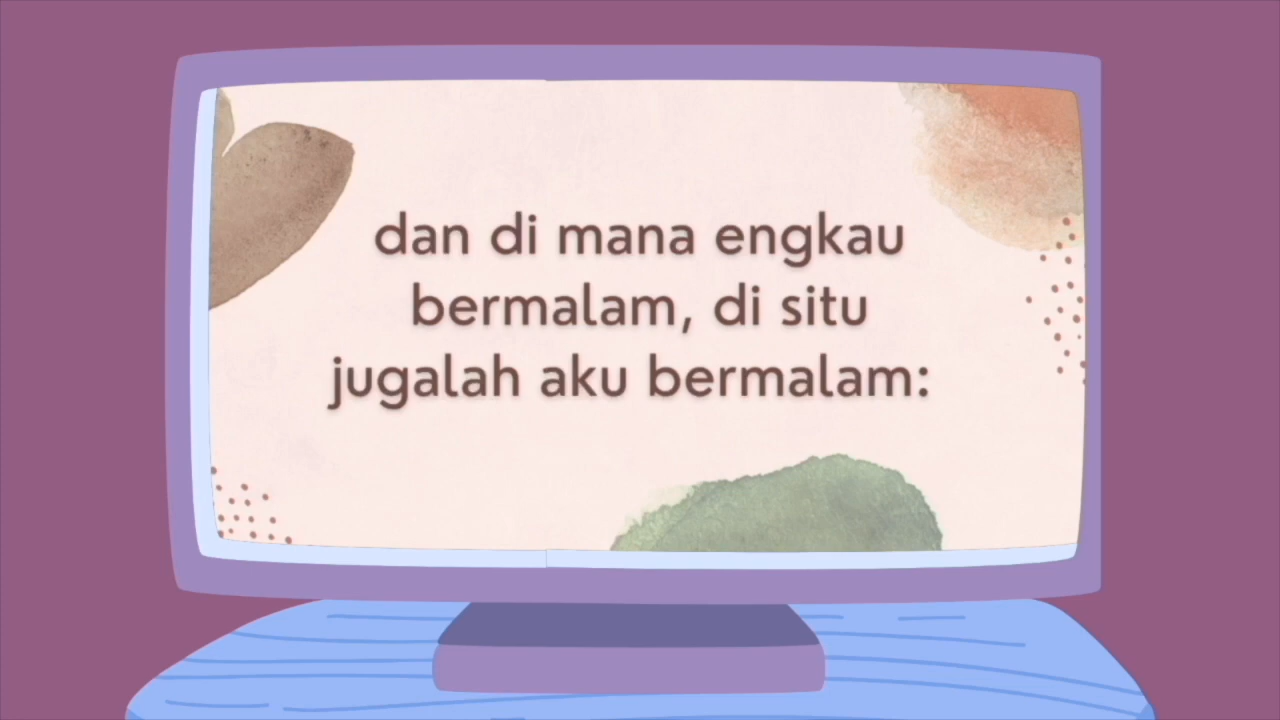 dan di mana engkau
bermalam, di situ
jugalah aku bermalam: